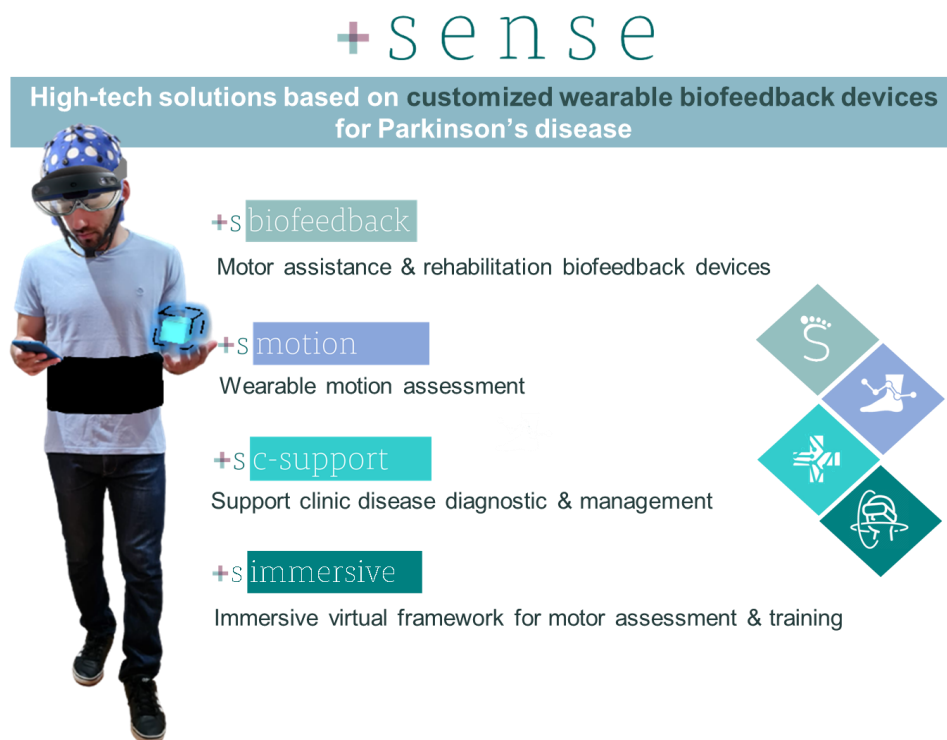 +sense
High-tech solutions based on customized wearable biofeedback devices
for Parkinson's disease
+s biofeedback
Motor assistance & rehabilitation biofeedback devices
+s motion
Wearable motion assessment
+s c-support
Support clinic disease diagnostic & management
+s immersive
Immersive virtual framework for motor assessment & training